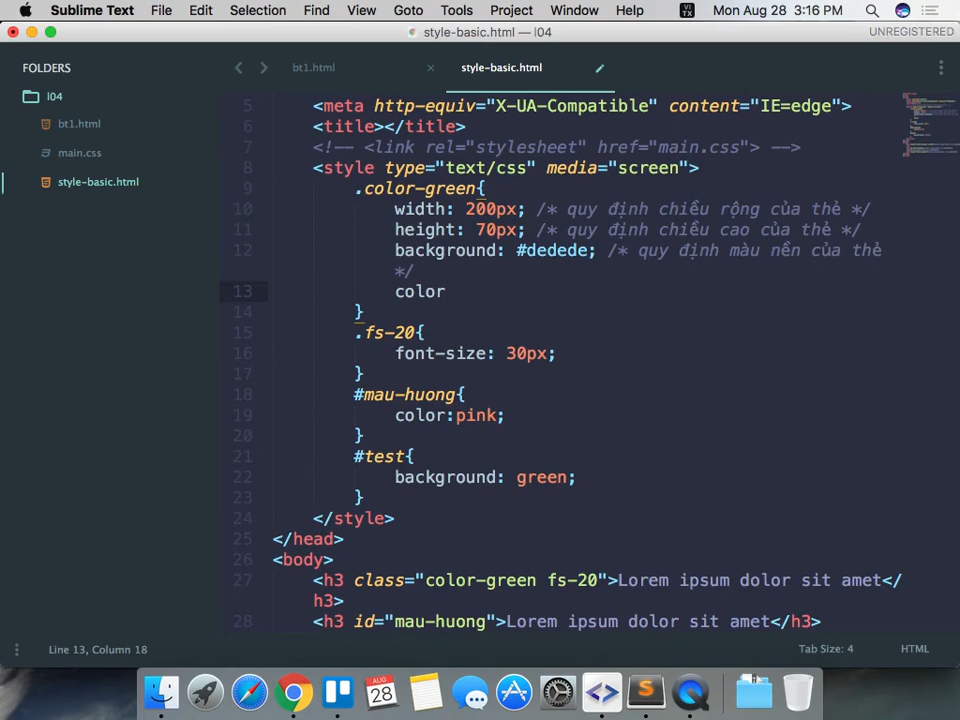 Sublime Text File Edit Selection Find View Goto Tools Project Window Help VI TX Mon Aug 28 3:16 PM
style-basic.html — l04 UNREGISTERED
FOLDERS
l04
bt1.html
main.css
style-basic.html
bt1.html × style-basic.html
5 <meta http-equiv="X-UA-Compatible" content="IE=edge">
6 <title></title>
7 <!-- <link rel="stylesheet" href="main.css"> -->
8 <style type="text/css" media="screen">
9 .color-green{
10 width: 200px; /* quy định chiều rộng của thẻ */
11 height: 70px; /* quy định chiều cao của thẻ */
12 background: #dedede; /* quy định màu nền của thẻ
*/
13 color
14 }
15 .fs-20{
16 font-size: 30px;
17 }
18 #mau-huong{
19 color:pink;
20 }
21 #test{
22 background: green;
23 }
24 </style>
25 </head>
26 <body>
27 <h3 class="color-green fs-20">Lorem ipsum dolor sit amet</
h3>
28 <h3 id="mau-huong">Lorem ipsum dolor sit amet</h3>
Line 13, Column 18 Tab Size: 4 HTML
AUG
28